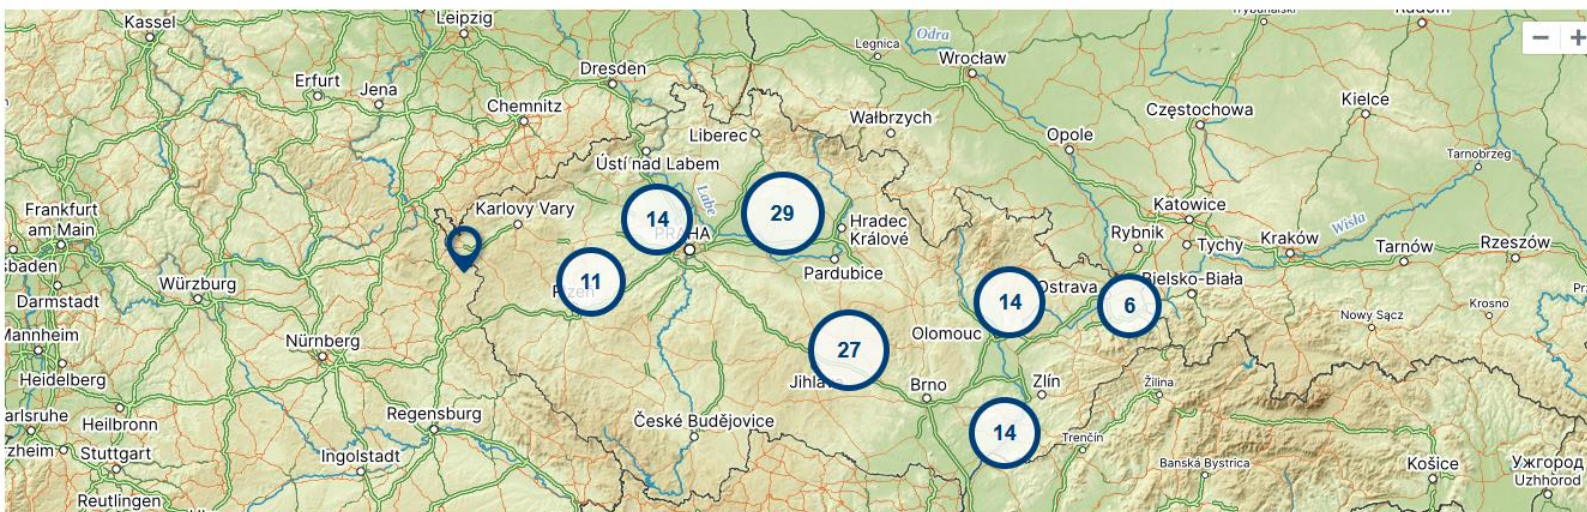 Kassel
Leipzig
Radom
Legnica
Odra
Wrocław
Dresden
Erfurt
Jena
Chemnitz
Częstochowa
Kielce
Liberec
Wałbrzych
Opole
Ústí nad Labem
Tarnobrzeg
Frankfurt
am Main
Karlovy Vary
14
Labe
29
Hradec
Králové
Katowice
Wisła
PRAHA
Rybnik
Tychy
Kraków
Tarnów
Rzeszów
sbaden
Pardubice
Würzburg
11
Plzeň
Ostrava
Bielsko-Biała
Darmstadt
14
6
Krosno
Nowy Sącz
Mannheim
Nürnberg
Olomouc
27
Heidelberg
Jihlava
Brno
Zlín
Žilina
arlsruhe
Heilbronn
Regensburg
České Budějovice
14
Trenčín
rzheim
Stuttgart
Ingolstadt
Banská Bystrica
Košice
Ужгород
Uzhhorod
Reutlingen